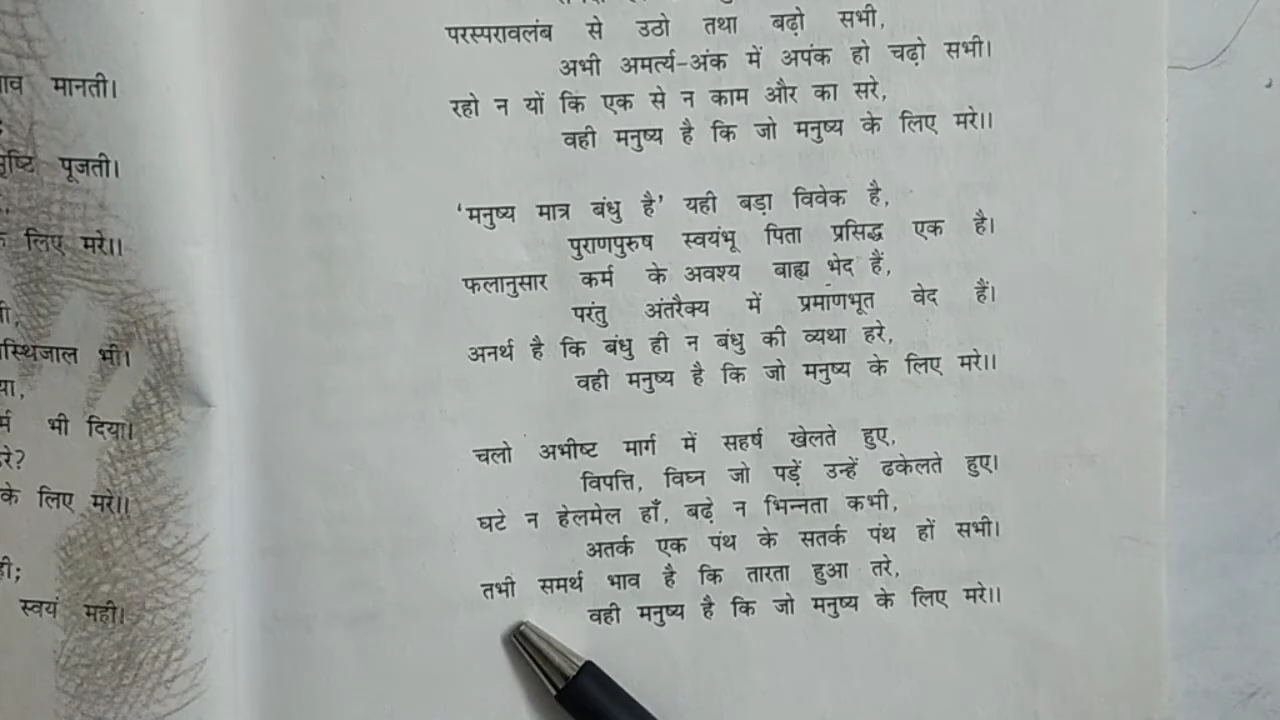 ाव मानती।
सृष्टि पूजती।
लिए मरे।।
स्थिजाल भी।
भी दिया।
के लिए मरे।।
स्वयं मही।
परस्परावलंब से उठो तथा बढ़ो सभी,
अभी अमर्त्य-अंक में अपंक हो चढ़ो सभी।
रहो न यों कि एक से न काम और का सरे,
वही मनुष्य है कि जो मनुष्य के लिए मरे।।
'मनुष्य मात्र बंधु है' यही बड़ा विवेक है,
पुराणपुरुष स्वयंभू पिता प्रसिद्ध एक है।
फलानुसार कर्म के अवश्य बाह्य भेद हैं,
परंतु अंतरैक्य में प्रमाणभूत वेद हैं।
अनर्थ है कि बंधु ही न बंधु की व्यथा हरे,
वही मनुष्य है कि जो मनुष्य के लिए मरे।।
चलो अभीष्ट मार्ग में सहर्ष खेलते हुए,
विपत्ति, विघ्न जो पड़ें उन्हें ढकेलते हुए।
घटे न हेलमेल हाँ, बढ़े न भिन्नता कभी,
अतर्क एक पंथ के सतर्क पंथ हों सभी।
तभी समर्थ भाव है कि तारता हुआ तरे,
वही मनुष्य है कि जो मनुष्य के लिए मरे।।